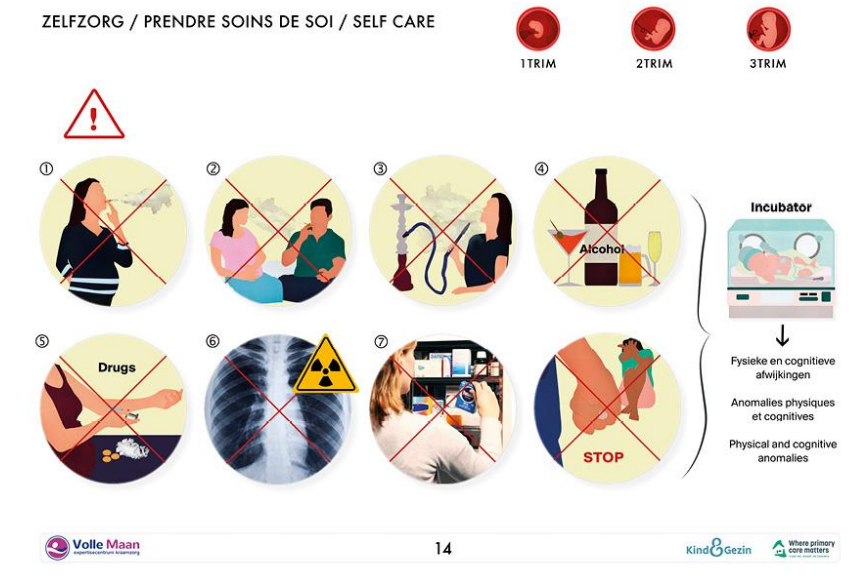 ZELFZORG / PRENDRE SOINS DE SOI / SELF CARE
1TRIM
2TRIM
3TRIM
①
②
③
④
Alcohol
Incubator
⑤
Drugs
⑥
⑦
STOP
Fysieke en cognitieve
afwijkingen
Anomalies physiques
et cognitives
Physical and cognitive
anomalies
Volle Maan
expertisecentrum kraamzorg
14
Kind & Gezin
Where primary
care matters